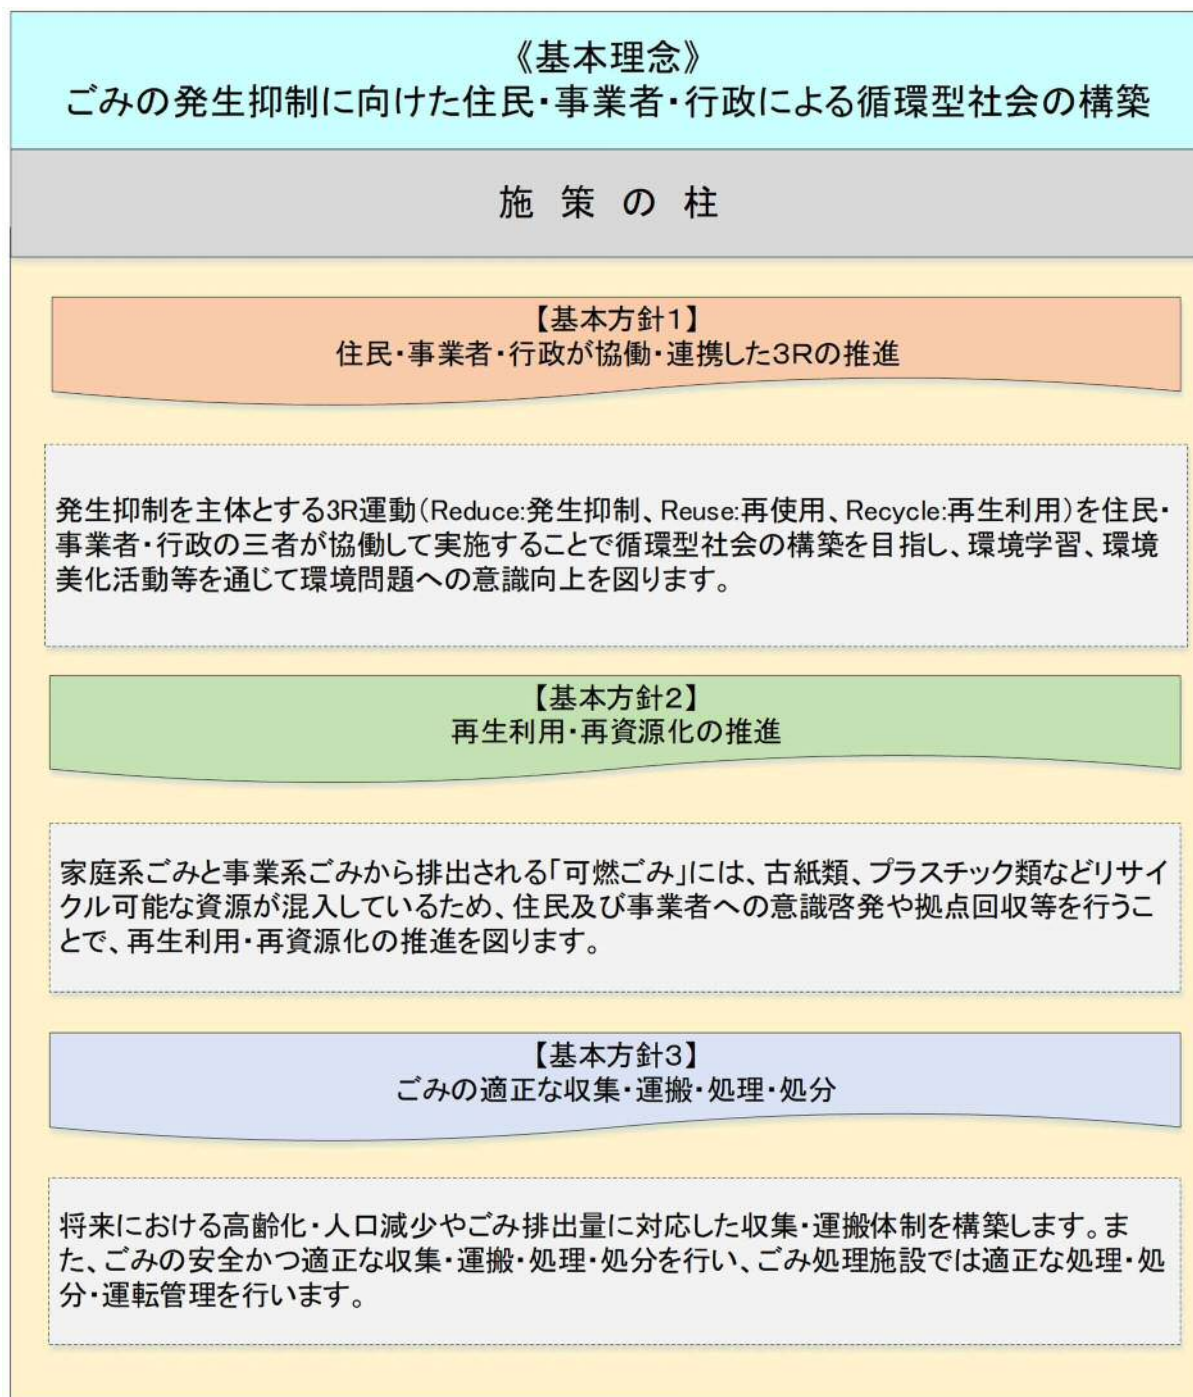 《基本理念》
ごみの発生抑制に向けた住民・事業者・行政による循環型社会の構築
施 策 の 柱
【基本方針１】
住民・事業者・行政が協働・連携した３Rの推進
発生抑制を主体とする3R運動（Reduce:発生抑制、Reuse:再使用、Recycle:再生利用）を住民・
事業者・行政の三者が協働して実施することで循環型社会の構築を目指し、環境学習、環境
美化活動等を通じて環境問題への意識向上を図ります。
【基本方針２】
再生利用・再資源化の推進
家庭系ごみと事業系ごみから排出される「可燃ごみ」には、古紙類、プラスチック類などリサイ
クル可能な資源が混入しているため、住民及び事業者への意識啓発や拠点回収等を行うこ
とで、再生利用・再資源化の推進を図ります。
【基本方針３】
ごみの適正な収集・運搬・処理・処分
将来における高齢化・人口減少やごみ排出量に対応した収集・運搬体制を構築します。ま
た、ごみの安全かつ適正な収集・運搬・処理・処分を行い、ごみ処理施設では適正な処理・処
分・運転管理を行います。